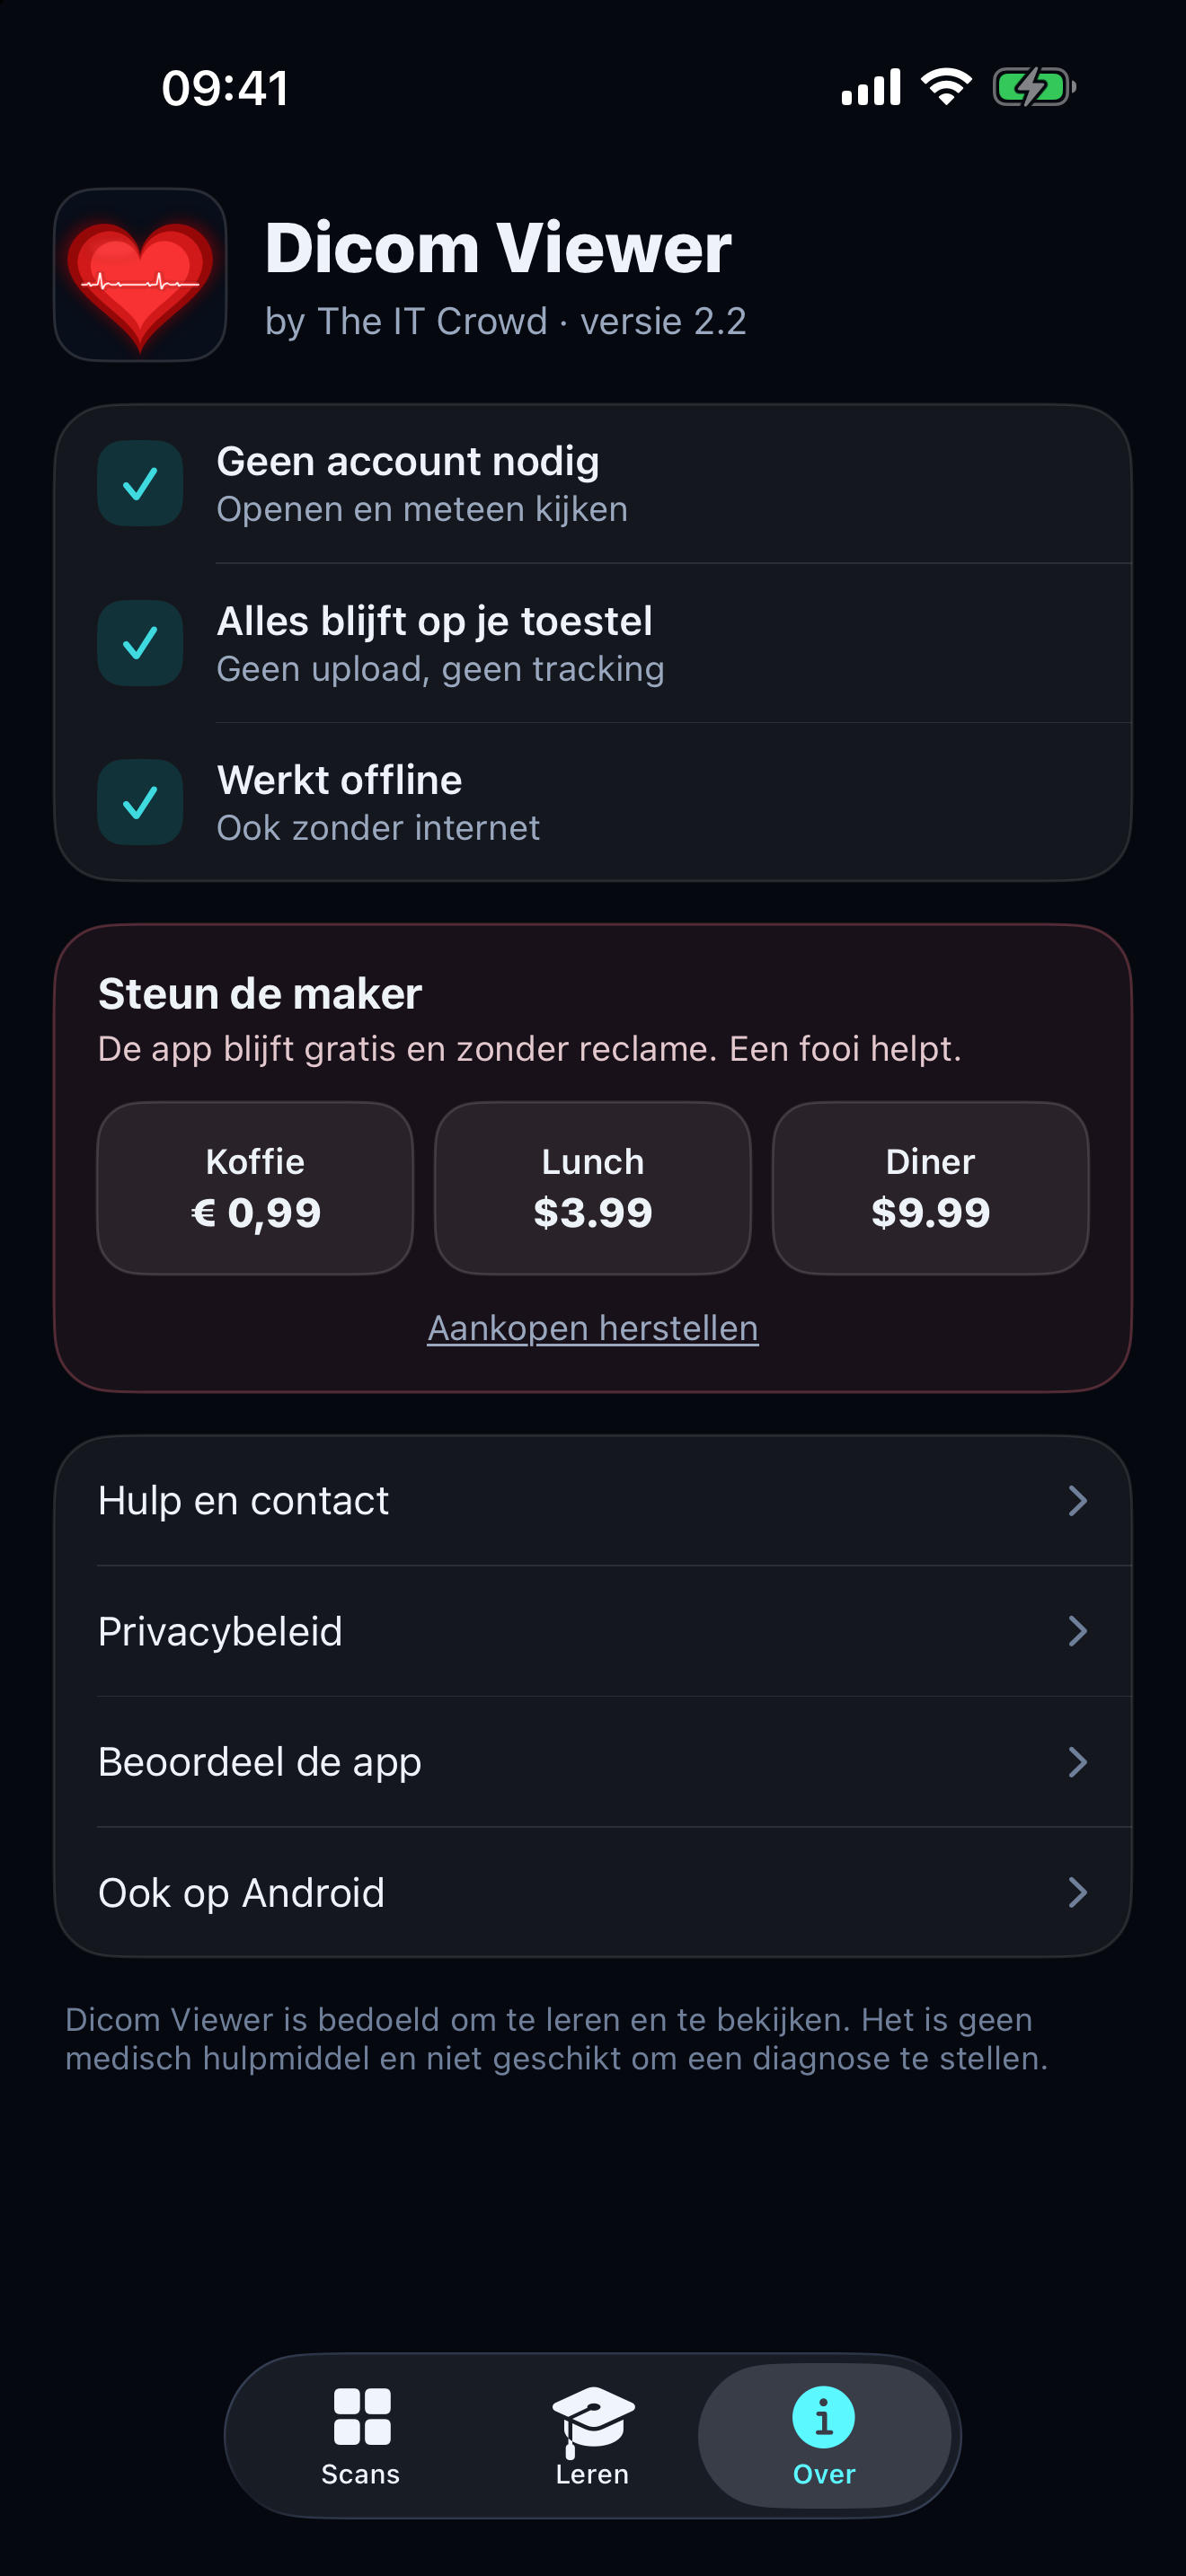 09:41
Dicom Viewer
by The IT Crowd · versie 2.2
Geen account nodig
Openen en meteen kijken
Alles blijft op je toestel
Geen upload, geen tracking
Werkt offline
Ook zonder internet
Steun de maker
De app blijft gratis en zonder reclame. Een fooi helpt.
Koffie
€ 0,99
Lunch
$3.99
Diner
$9.99
Aankopen herstellen
Hulp en contact
Privacybeleid
Beoordeel de app
Ook op Android
Dicom Viewer is bedoeld om te leren en te bekijken. Het is geen
medisch hulpmiddel en niet geschikt om een diagnose te stellen.
Scans
Leren
Over